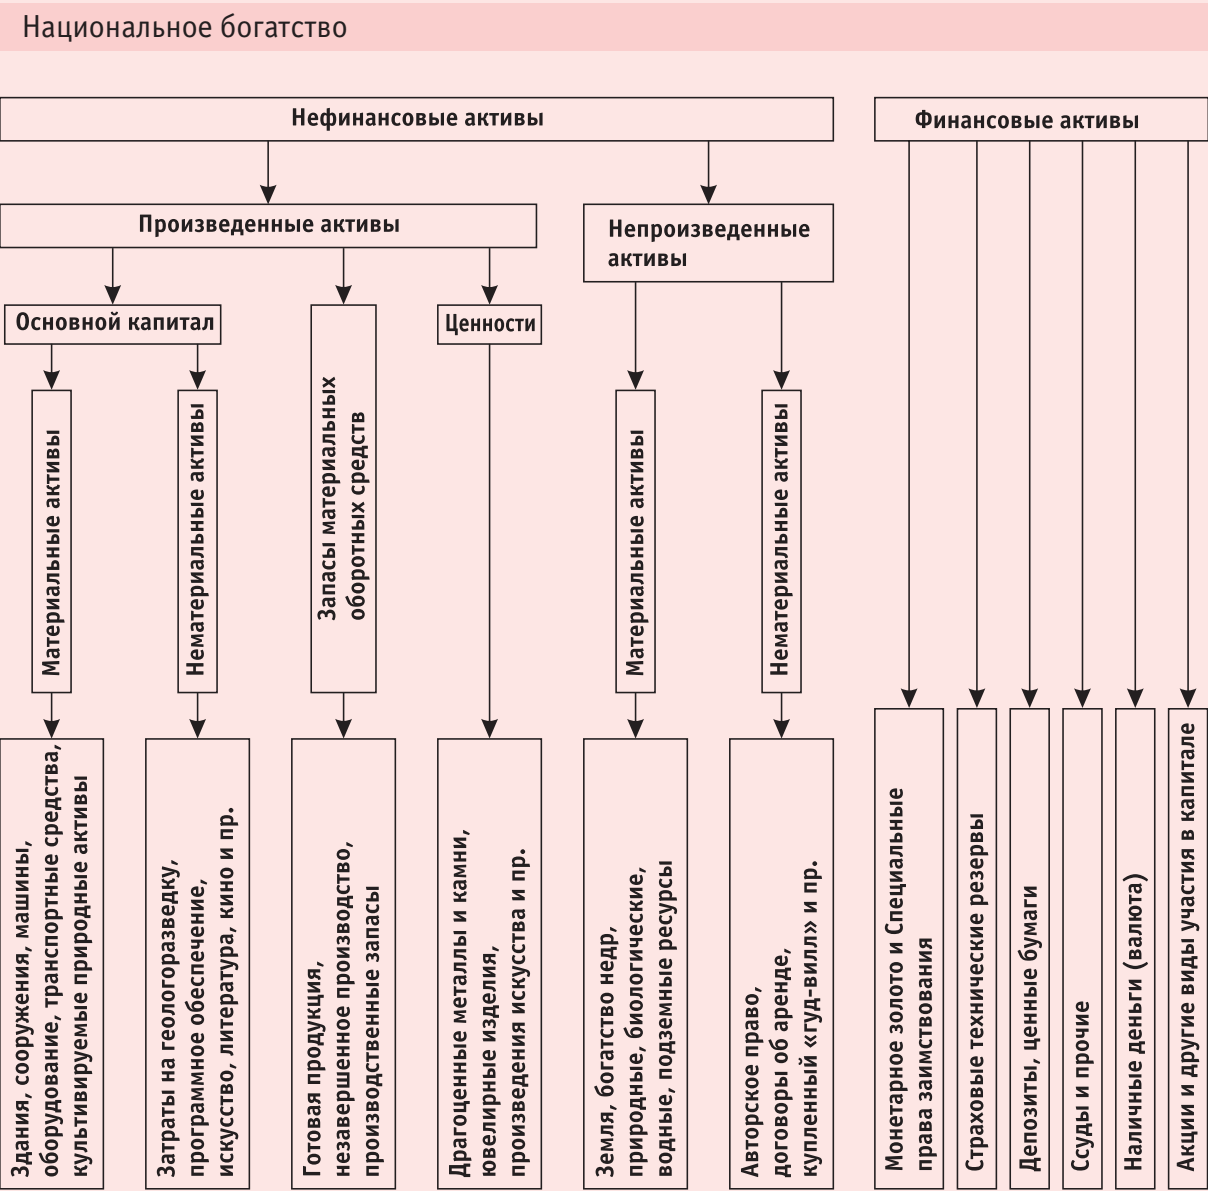 Национальное богатство
Нефинансовые активы
Финансовые активы
Произведенные активы
Непроизведенные
активы
Основной капитал
Ценности
Материальные активы
Нематериальные активы
Запасы материальных
оборотных средств
Материальные активы
Нематериальные активы
Здания, сооружения, машины,
оборудование, транспортные средства,
культивируемые природные активы
Затраты на геологоразведку,
программное обеспечение,
искусство, литература, кино и пр.
Готовая продукция,
незавершенное производство,
производственные запасы
Драгоценные металлы и камни,
ювелирные изделия,
произведения искусства и пр.
Земля, богатство недр,
природные, биологические,
водные, подземные ресурсы
Авторское право,
договоры об аренде,
купленный «гуд-вилл» и пр.
Монетарное золото и Специальные
права заимствования
Страховые технические резервы
Депозиты, ценные бумаги
Ссуды и прочие
Наличные деньги (валюта)
Акции и другие виды участия в капитале